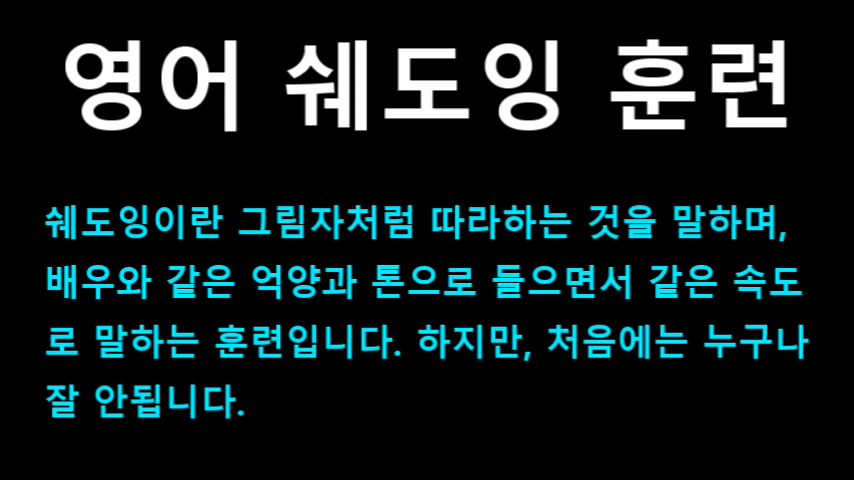 영어 쉐도잉 훈련
쉐도잉이란 그림자처럼 따라하는 것을 말하며,
배우와 같은 억양과 톤으로 들으면서 같은 속도
로 말하는 훈련입니다. 하지만, 처음에는 누구나
잘 안됩니다.